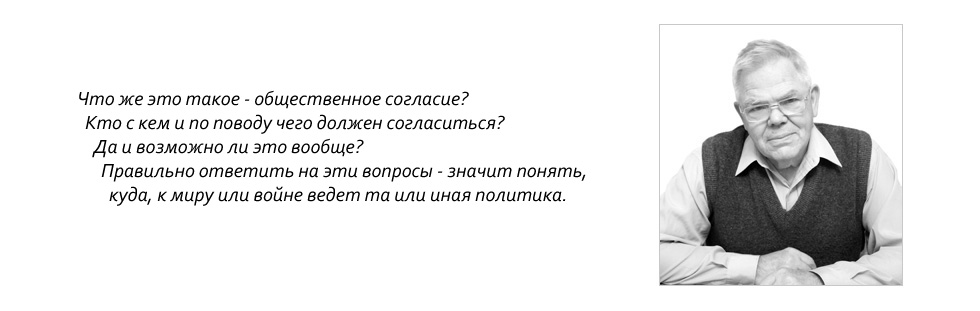 Что же это такое - общественное согласие?
Кто с кем и по поводу чего должен согласиться?
Да и возможно ли это вообще?
Правильно ответить на эти вопросы - значит понять,
куда, к миру или войне ведет та или иная политика.